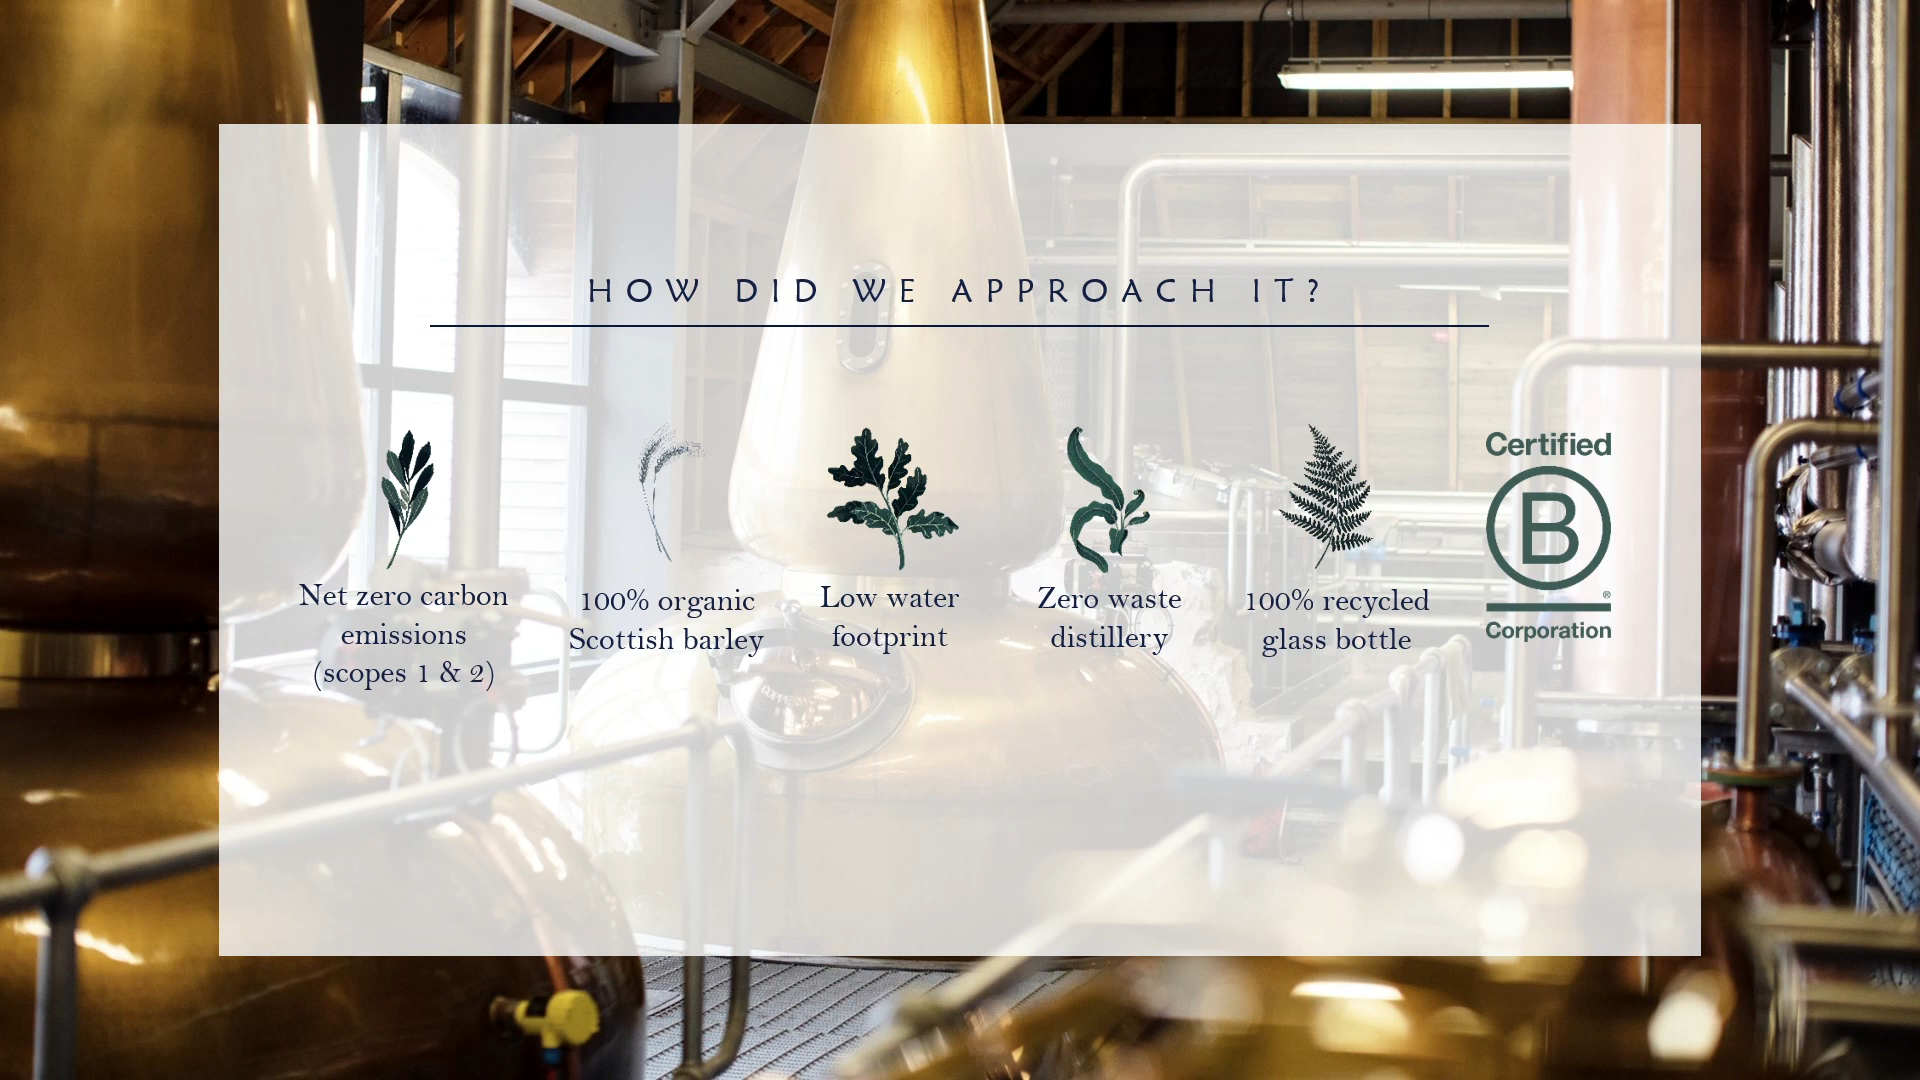 HOW DID WE APPROACH IT?
Net zero carbon
emissions
(scopes 1 & 2)
100% organic
Scottish barley
Low water
footprint
Zero waste
distillery
100% recycled
glass bottle
Certified
B
®
Corporation